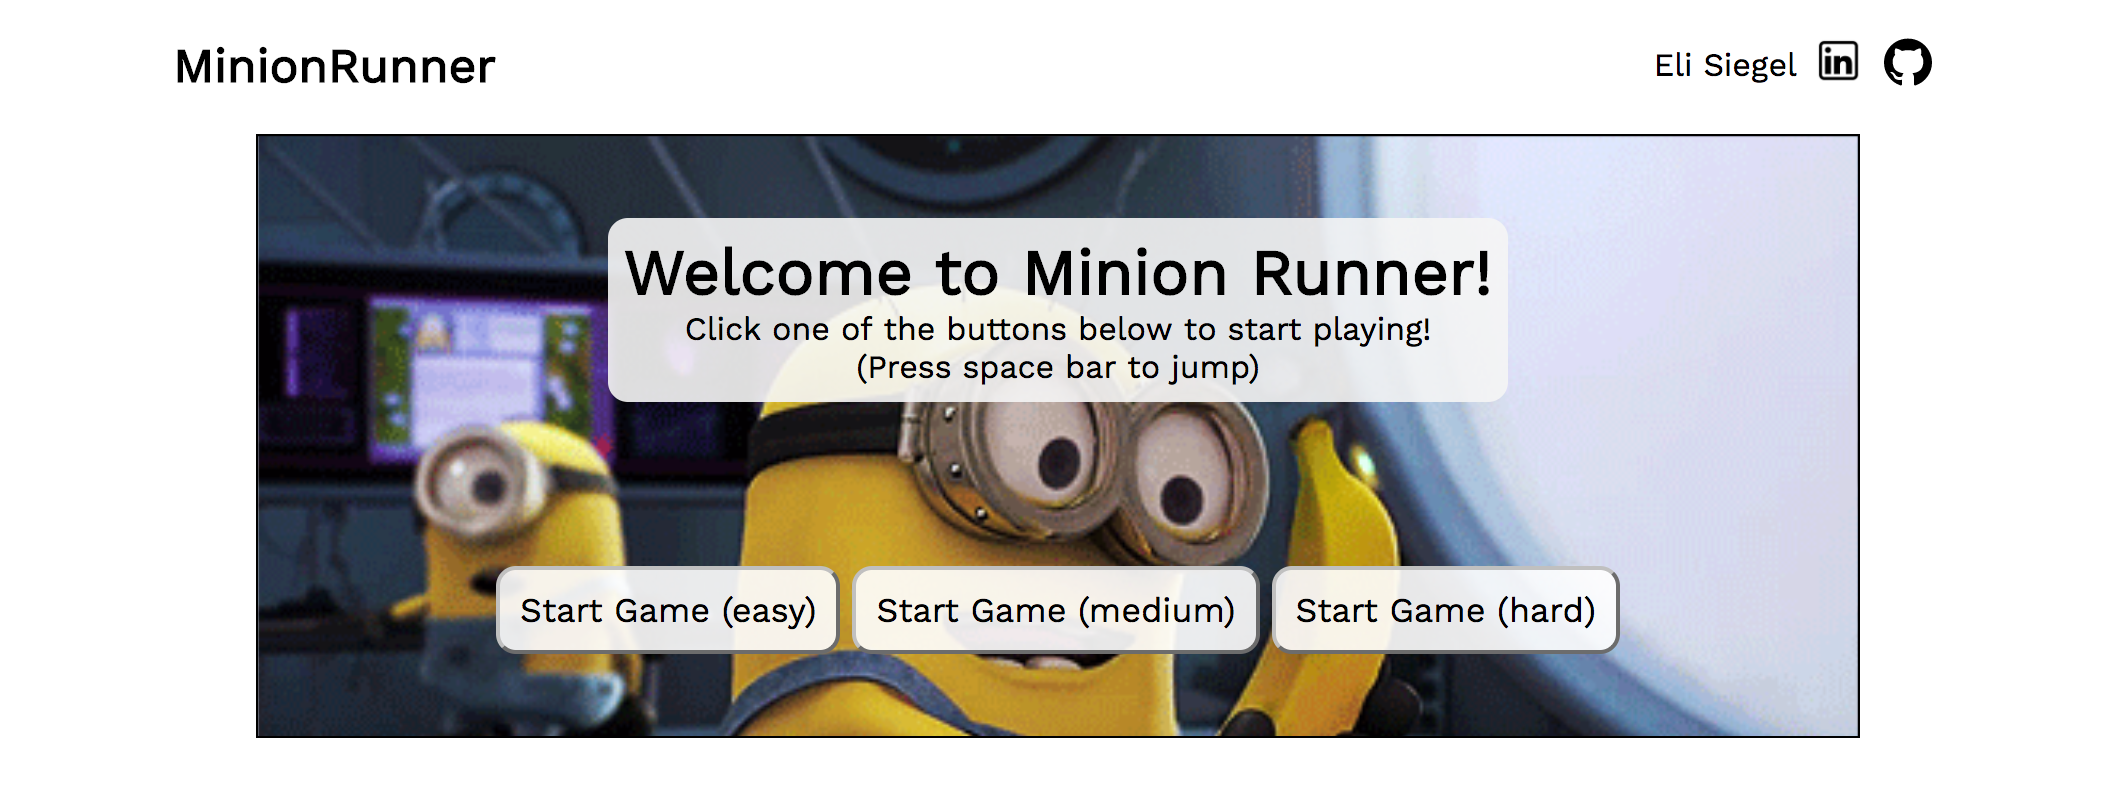 MinionRunner
Eli Siegel
in
Welcome to Minion Runner!
Click one of the buttons below to start playing!
(Press space bar to jump)
Start Game (easy)
Start Game (medium)
Start Game (hard)